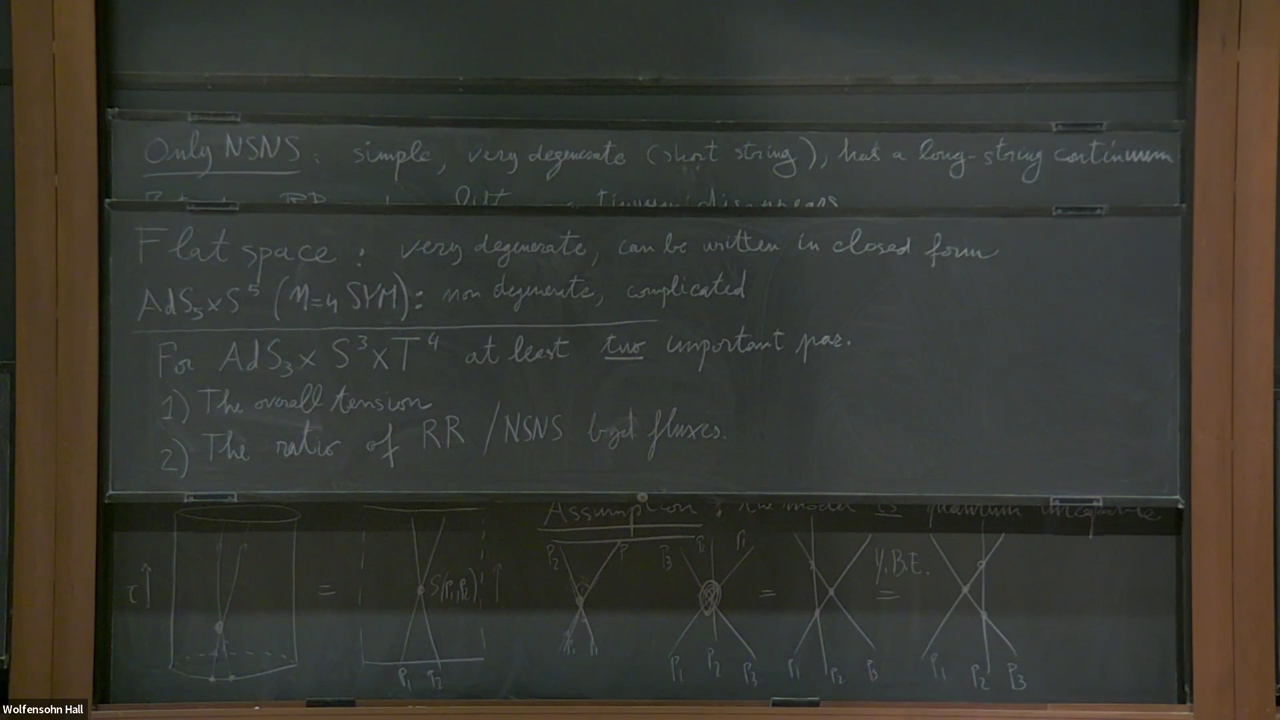 Only NSNS : simple, very degenerate (short string), has a long-string continuum
Flat space : very degenerate, can be written in closed form
AdS₅×S⁵ (N=4 SYM): non degenerate, complicated
For AdS₃× S³×T⁴ at least two important par.
1) The overall tension
2) The ratio of RR /NSNS bgd fluxes.
Assumption : the model is quantum integrable
τ↑ = S(P₁,P₂) ↑ P₂ P₃ P₂ P₁ = Y.B.E. =
P₁ P₂ P₁ P₂ P₃ P₁ P₂ P₃ P₁ P₂ P₃
Wolfensohn Hall